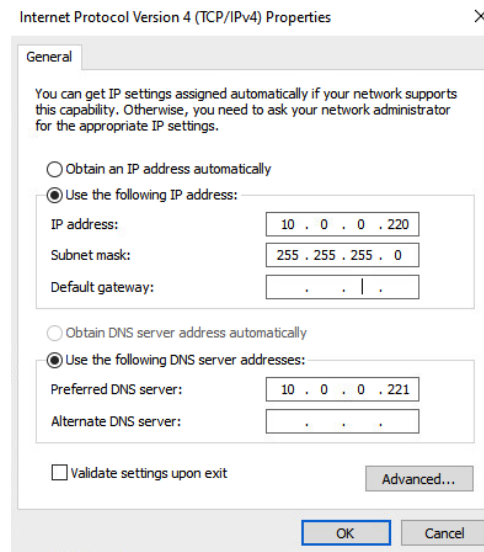 Internet Protocol Version 4 (TCP/IPv4) Properties
General
You can get IP settings assigned automatically if your network supports
this capability. Otherwise, you need to ask your network administrator
for the appropriate IP settings.
Obtain an IP address automatically
Use the following IP address:
IP address: 10 . 0 . 0 . 220
Subnet mask: 255 . 255 . 255 . 0
Default gateway: . . .
Obtain DNS server address automatically
Use the following DNS server addresses:
Preferred DNS server: 10 . 0 . 0 . 221
Alternate DNS server: . . .
Validate settings upon exit
Advanced...
OK Cancel